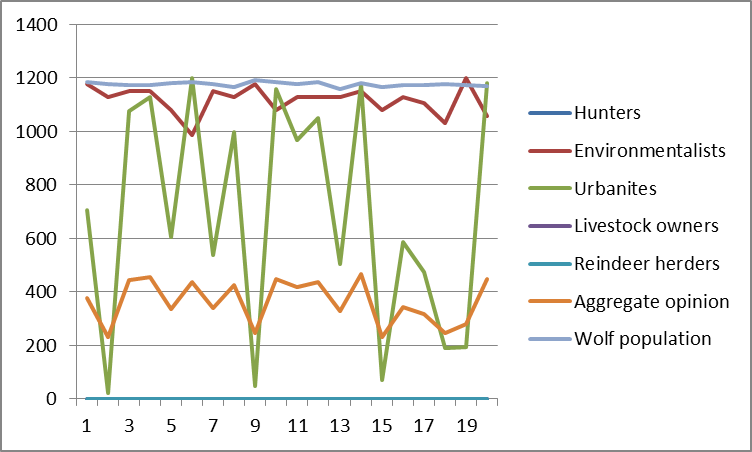 1400
1200
1000
800
600
400
200
0
1 3 5 7 9 11 13 15 17 19
Hunters
Environmentalists
Urbanites
Livestock owners
Reindeer herders
Aggregate opinion
Wolf population